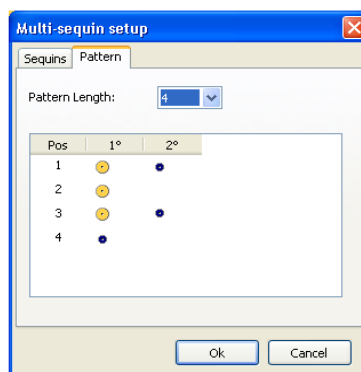 Multi-sequin setup
Sequins Pattern
Pattern Length: 4
Pos 1° 2°
1
2
3
4
Ok Cancel